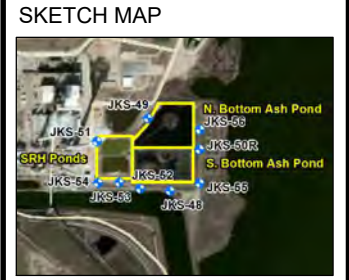 SKETCH MAP
JKS-49
N. Bottom Ash Pond
JKS-56
JKS-51
JKS-50R
SRH Ponds
JKS-52
S. Bottom Ash Pond
JKS-54
JKS-53
JKS-48
JKS-55